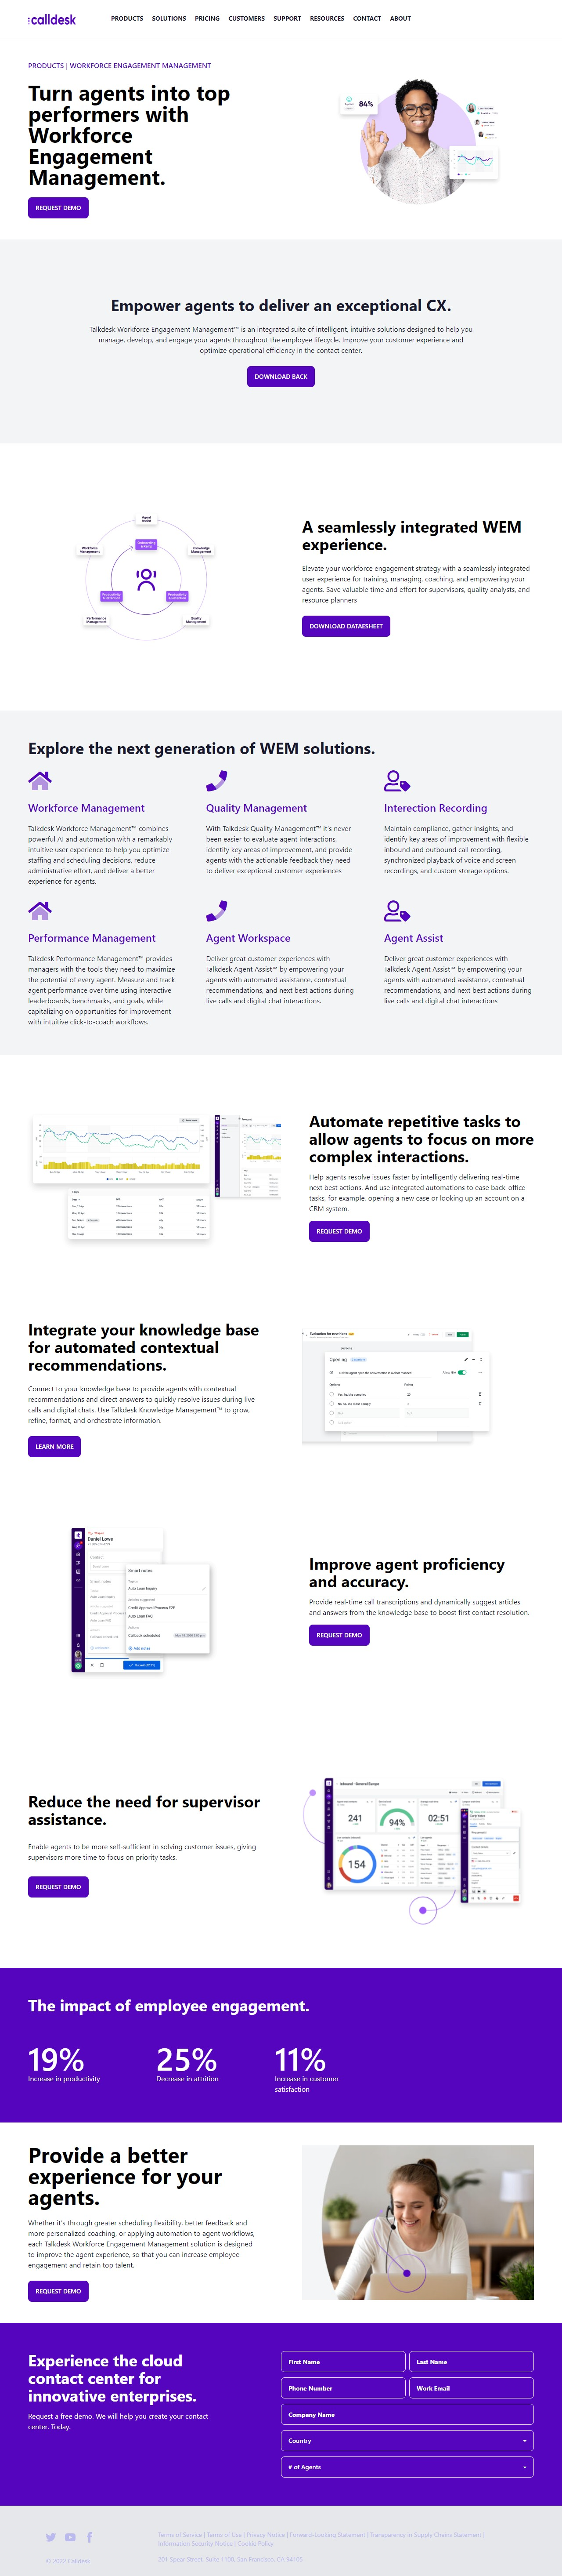 calldesk
PRODUCTS SOLUTIONS PRICING CUSTOMERS SUPPORT RESOURCES CONTACT ABOUT
PRODUCTS | WORKFORCE ENGAGEMENT MANAGEMENT
Turn agents into top
performers with
Workforce
Engagement
Management.
REQUEST DEMO
84%
Empower agents to deliver an exceptional CX.
Talkdesk Workforce Engagement Management™ is an integrated suite of intelligent, intuitive solutions designed to help you
manage, develop, and engage your agents throughout the employee lifecycle. Improve your customer experience and
optimize operational efficiency in the contact center.
DOWNLOAD BACK
Agent
Workforce
Management
Knowledge
Management
Performance
Management
Quality
Management
A seamlessly integrated WEM
experience.
Elevate your workforce engagement strategy with a seamlessly integrated
user experience for training, managing, coaching, and empowering your
agents. Save valuable time and effort for supervisors, quality analysts, and
resource planners
DOWNLOAD DATAESHEET
Explore the next generation of WEM solutions.
Workforce Management
Talkdesk Workforce Management™ combines
powerful AI and automation with a remarkably
intuitive user experience to help you optimize
staffing and scheduling decisions, reduce
administrative effort, and deliver a better
experience for agents.
Quality Management
With Talkdesk Quality Management™ it's never
been easier to evaluate agent interactions,
identify key areas of improvement, and provide
agents with the actionable feedback they need
to deliver exceptional customer experiences
Interection Recording
Maintain compliance, gather insights, and
identify key areas of improvement with flexible
inbound and outbound call recording,
synchronized playback of voice and screen
recordings, and custom storage options.
Performance Management
Talkdesk Performance Management™ provides
managers with the tools they need to maximize
the potential of every agent. Measure and track
agent performance over time using interactive
leaderboards, benchmarks, and goals, while
capitalizing on opportunities for improvement
with intuitive click-to-coach workflows.
Agent Workspace
Deliver great customer experiences with
Talkdesk Agent Assist™ by empowering your
agents with automated assistance, contextual
recommendations, and next best actions during
live calls and digital chat interactions.
Agent Assist
Deliver great customer experiences with
Talkdesk Agent Assist™ by empowering your
agents with automated assistance, contextual
recommendations, and next best actions during
live calls and digital chat interactions
Automate repetitive tasks to
allow agents to focus on more
complex interactions.
Help agents resolve issues faster by intelligently delivering real-time
next best actions. And use integrated automations to ease back-office
tasks, for example, opening a new case or looking up an account on a
CRM system.
REQUEST DEMO
Integrate your knowledge base
for automated contextual
recommendations.
Connect to your knowledge base to provide agents with contextual
recommendations and direct answers to quickly resolve issues during live
calls and digital chats. Use Talkdesk Knowledge Management™ to grow,
refine, format, and orchestrate information.
LEARN MORE
Evaluation for new hires
Opening
Daniel Lowe
Contact
Smart notes
Auto Loan Inquiry
Credit Approval Process E2E
Auto Loan FAQ
Callback scheduled
Add notes
Improve agent proficiency
and accuracy.
Provide real-time call transcriptions and dynamically suggest articles
and answers from the knowledge base to boost first contact resolution.
REQUEST DEMO
Reduce the need for supervisor
assistance.
Enable agents to be more self-sufficient in solving customer issues, giving
supervisors more time to focus on priority tasks.
REQUEST DEMO
Inbound - General Europe
241
94%
02:51
154
The impact of employee engagement.
19%
Increase in productivity
25%
Decrease in attrition
11%
Increase in customer
satisfaction
Provide a better
experience for your
agents.
Whether it's through greater scheduling flexibility, better feedback and
more personalized coaching, or applying automation to agent workflows,
each Talkdesk Workforce Engagement Management solution is designed
to improve the agent experience, so that you can increase employee
engagement and retain top talent.
REQUEST DEMO
Experience the cloud
contact center for
innovative enterprises.
Request a free demo. We will help you create your contact
center. Today.
First Name
Last Name
Phone Number
Work Email
Company Name
Country
# of Agents
Terms of Service | Terms of Use | Privacy Notice | Forward-Looking Statement | Transparency in Supply Chains Statement |
Information Security Notice | Cookie Policy
201 Spear Street, Suite 1100, San Francisco, CA 94105
© 2022 Calldesk